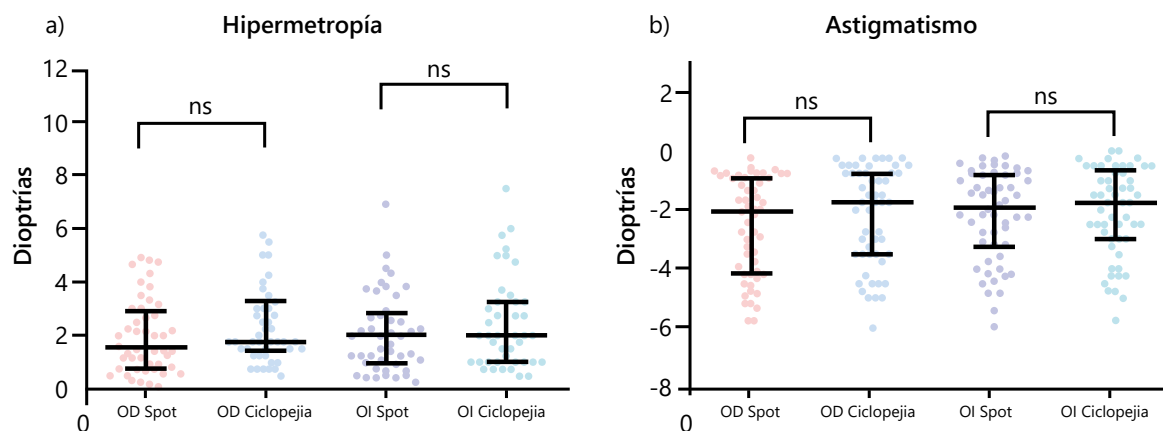 a)
Hipermetropía
Dioptrías
12
10
8
6
4
2
0
0
ns
ns
OD Spot
OD Ciclopejia
OI Spot
OI Ciclopejia
b)
Astigmatismo
Dioptrías
2
0
-2
-4
-6
-8
ns
ns
OD Spot
OD Ciclopejia
OI Spot
OI Ciclopejia